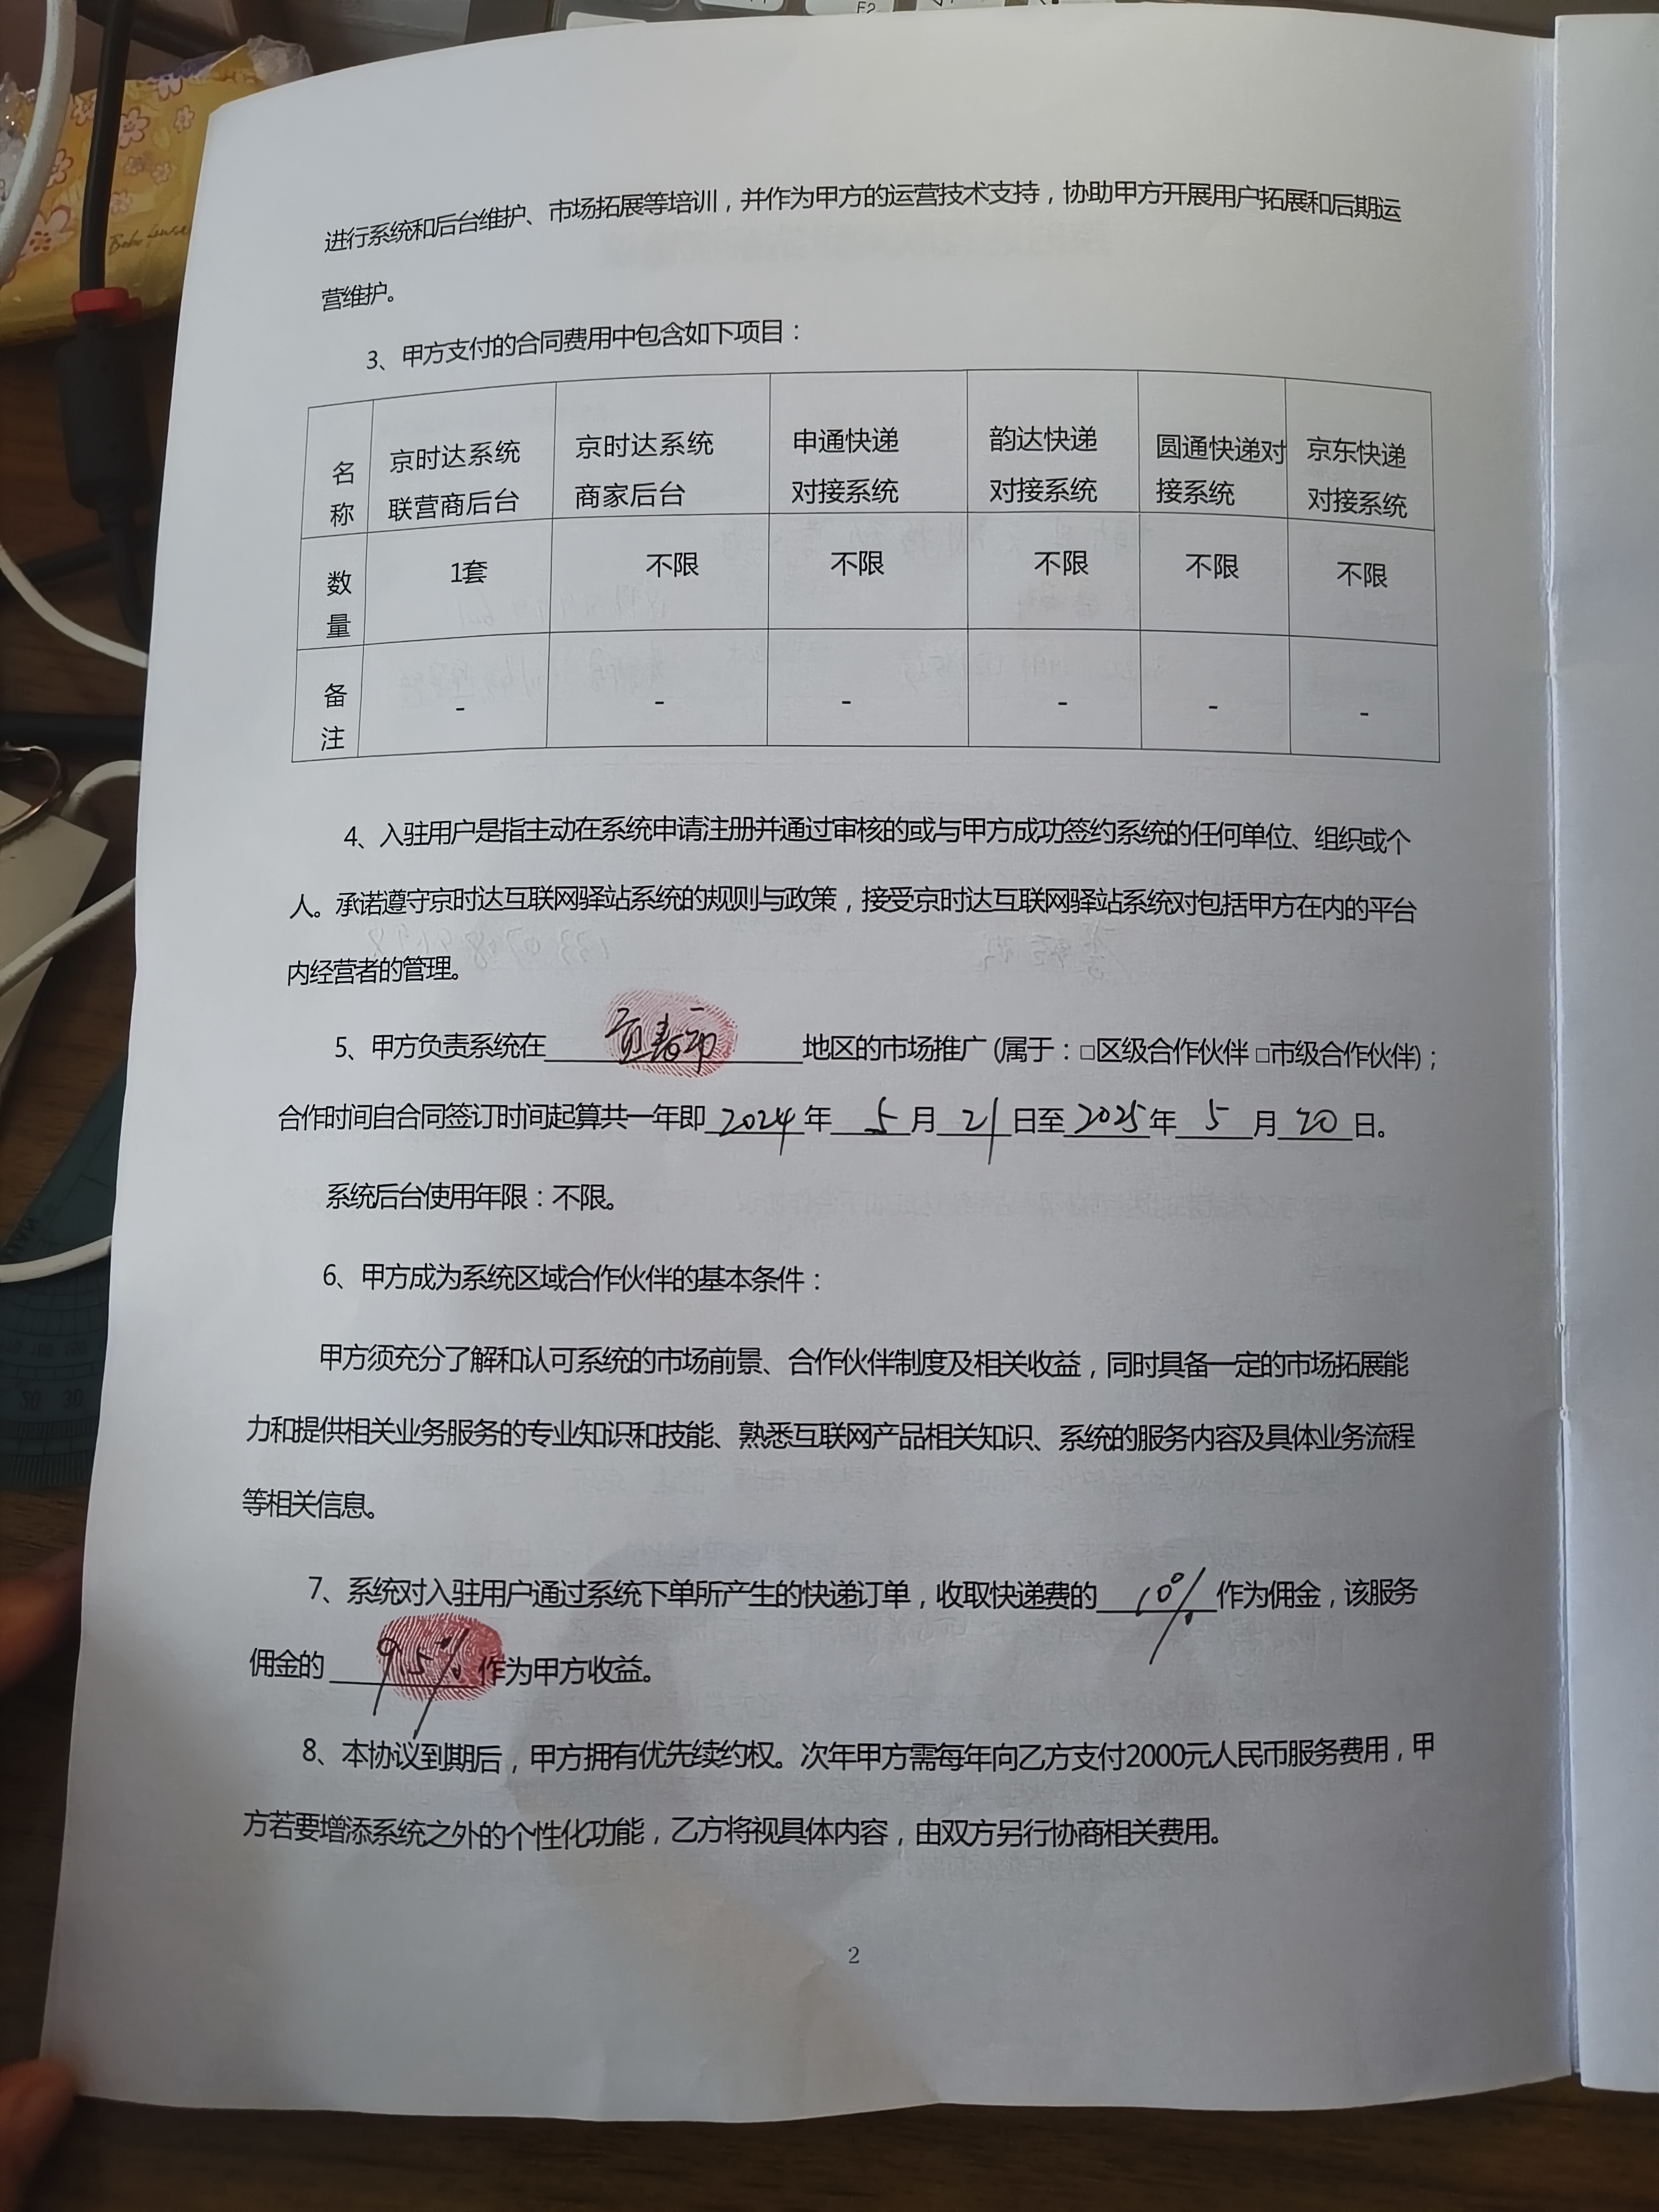 进行系统和后台维护、市场拓展等培训，并作为甲方的运营技术支持，协助甲方开展用户拓展和后期运
营维护。
3、甲方支付的合同费用中包含如下项目：
名称 京时达系统联营商后台 京时达系统商家后台 申通快递对接系统 韵达快递对接系统 圆通快递对接系统 京东快递对接系统
数量 1套 不限 不限 不限 不限 不限
备注 - - - - - -
4、入驻用户是指主动在系统申请注册并通过审核的或与甲方成功签约系统的任何单位、组织或个
人。承诺遵守京时达互联网驿站系统的规则与政策，接受京时达互联网驿站系统对包括甲方在内的平台
内经营者的管理。
5、甲方负责系统在 地区的市场推广 (属于：□区级合作伙伴 □市级合作伙伴)；
合作时间自合同签订时间起算共一年即2024年5月21日至2025年5月20日。
系统后台使用年限：不限。
6、甲方成为系统区域合作伙伴的基本条件：
甲方须充分了解和认可系统的市场前景、合作伙伴制度及相关收益，同时具备一定的市场拓展能
力和提供相关业务服务的专业知识和技能、熟悉互联网产品相关知识、系统的服务内容及具体业务流程
等相关信息。
7、系统对入驻用户通过系统下单所产生的快递订单，收取快递费的10%作为佣金，该服务
佣金的95%作为甲方收益。
8、本协议到期后，甲方拥有优先续约权。次年甲方需每年向乙方支付2000元人民币服务费用，甲
方若要增添系统之外的个性化功能，乙方将视具体内容，由双方另行协商相关费用。
2